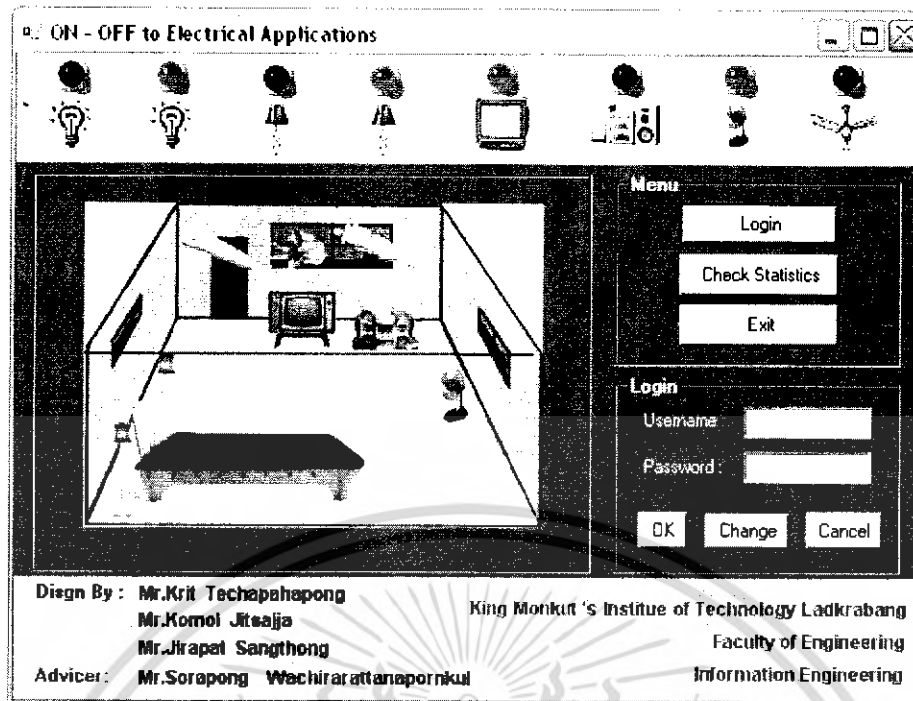 ON - OFF to Electrical Applications
Menu
Login
Check Statistics
Exit
Login
Username
Password :
OK Change Cancel
Disgn By : Mr.Krit Techapahapong
Mr.Komol Jitsajja
Mr.Jirapat Sangthong
Advicer : Mr.Sorapong Wachirarattanapornkul
King Monkut 's Institue of Technology Ladkrabang
Faculty of Engineering
Information Engineering